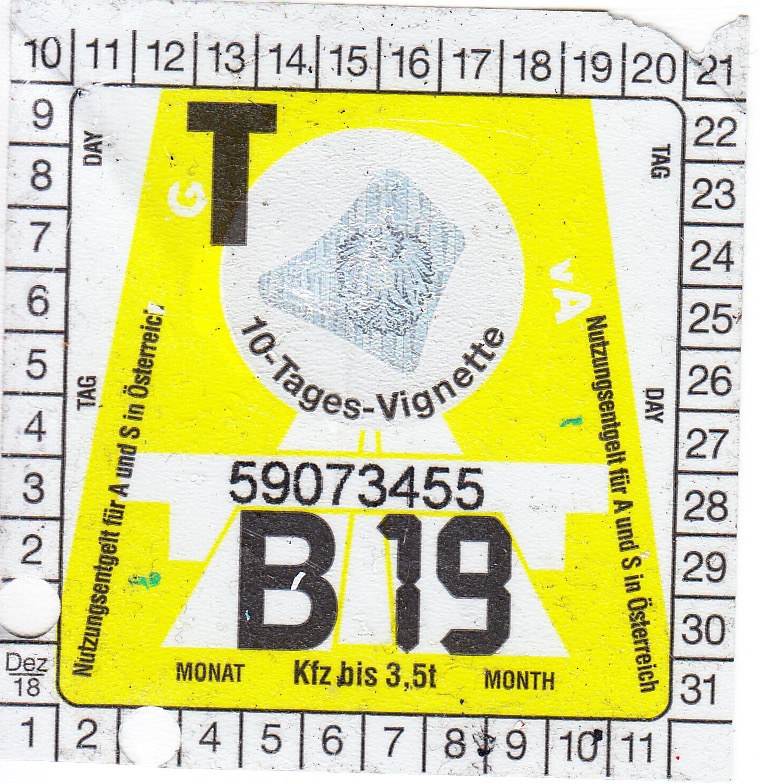 10 11 12 13 14 15 16 17 18 19 20 21
9
8
7
6
5
4
3
2
DAY
TAG
TAG
DAY
22
23
24
25
26
27
28
29
30
31
T
G
vA
10-Tages-Vignette
Nutzungsentgelt für A und S in Österreich
Nutzungsentgelt für A und S in Österreich
59073455
B 19
MONAT Kfz bis 3,5t MONTH
Dez
18
1 2 4 5 6 7 8 9 10 11